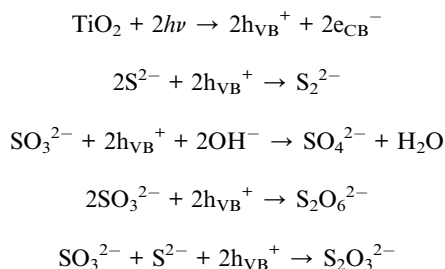 TiO₂ + 2hν → 2h_VB⁺ + 2e_CB⁻
2S²⁻ + 2h_VB⁺ → S₂²⁻
SO₃²⁻ + 2h_VB⁺ + 2OH⁻ → SO₄²⁻ + H₂O
2SO₃²⁻ + 2h_VB⁺ → S₂O₆²⁻
SO₃²⁻ + S²⁻ + 2h_VB⁺ → S₂O₃²⁻